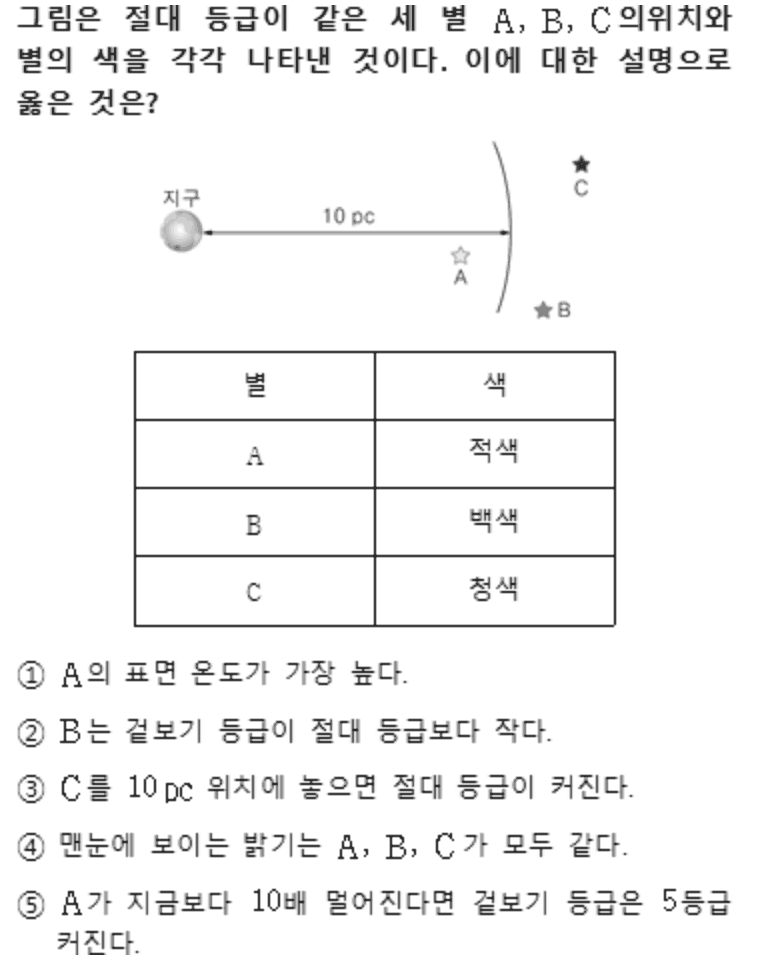 그림은 절대 등급이 같은 세 별 A, B, C의위치와
별의 색을 각각 나타낸 것이다. 이에 대한 설명으로
옳은 것은?
지구
10 pc
C
A
B
별 색
A 적색
B 백색
C 청색
① A의 표면 온도가 가장 높다.
② B는 겉보기 등급이 절대 등급보다 작다.
③ C를 10 pc 위치에 놓으면 절대 등급이 커진다.
④ 맨눈에 보이는 밝기는 A, B, C가 모두 같다.
⑤ A가 지금보다 10배 멀어진다면 겉보기 등급은 5등급
커진다.